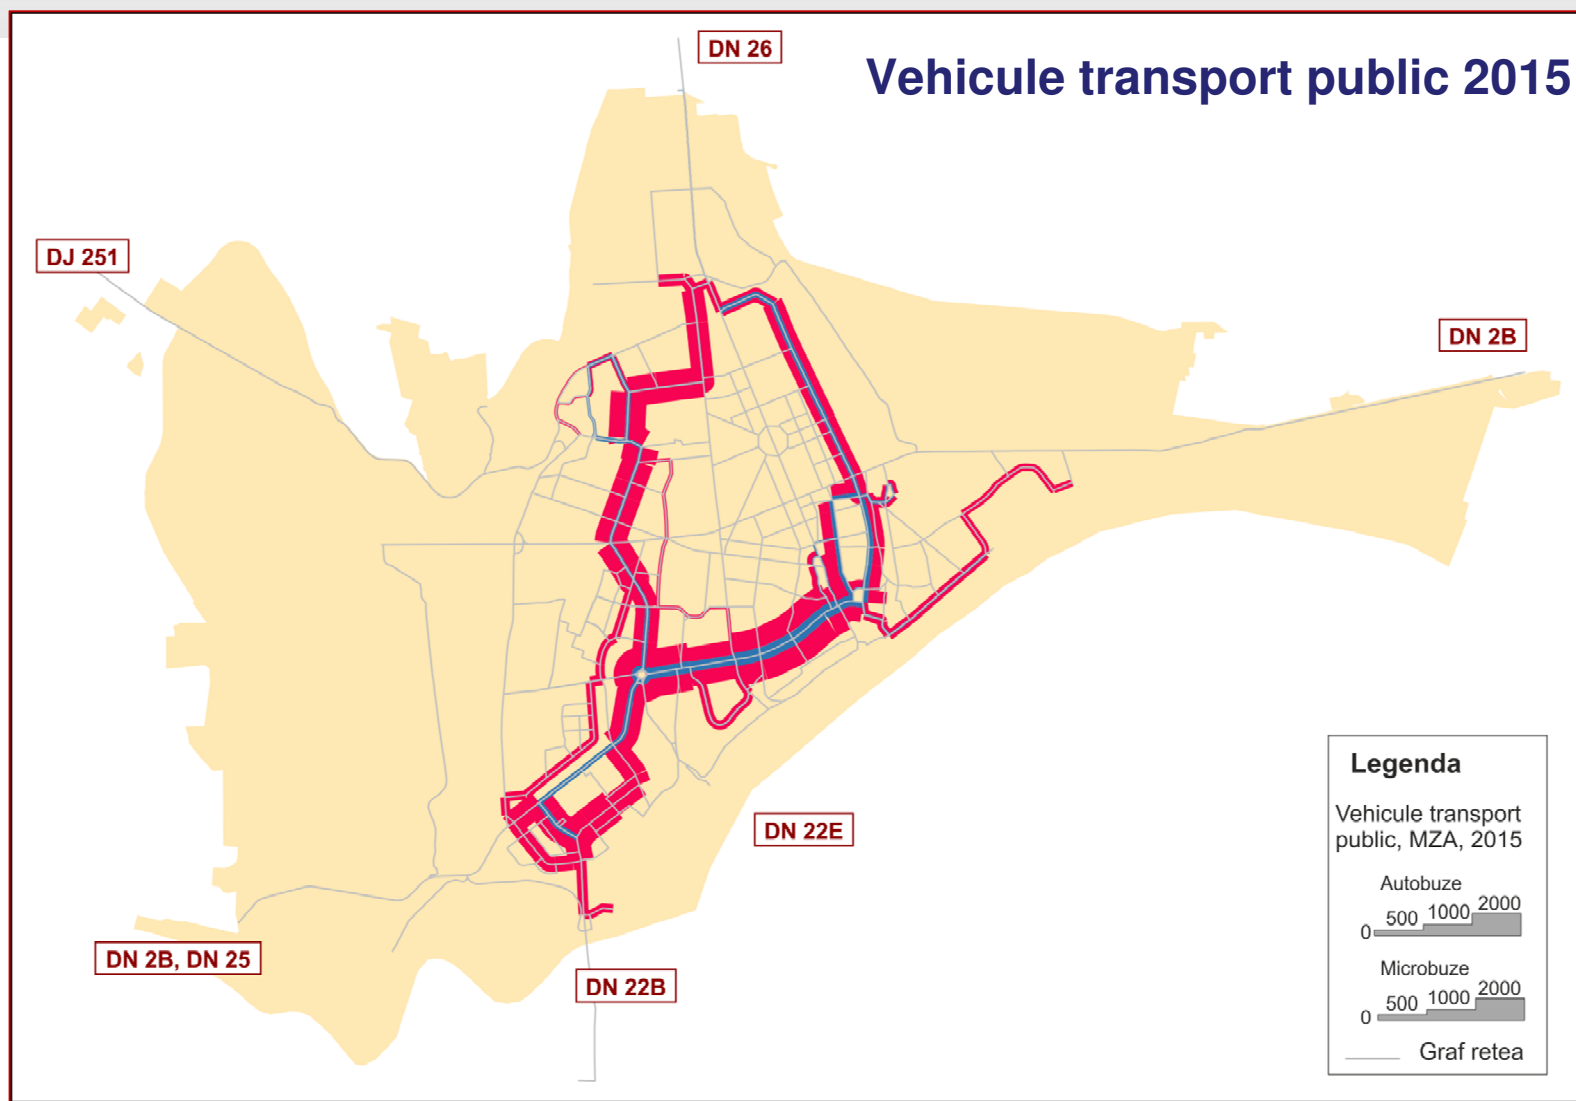 DN 26
Vehicule transport public 2015
DJ 251
DN 2B
DN 22E
DN 2B, DN 25
DN 22B
Legenda
Vehicule transport
public, MZA, 2015
Autobuze
0 500 1000 2000
Microbuze
0 500 1000 2000
Graf retea